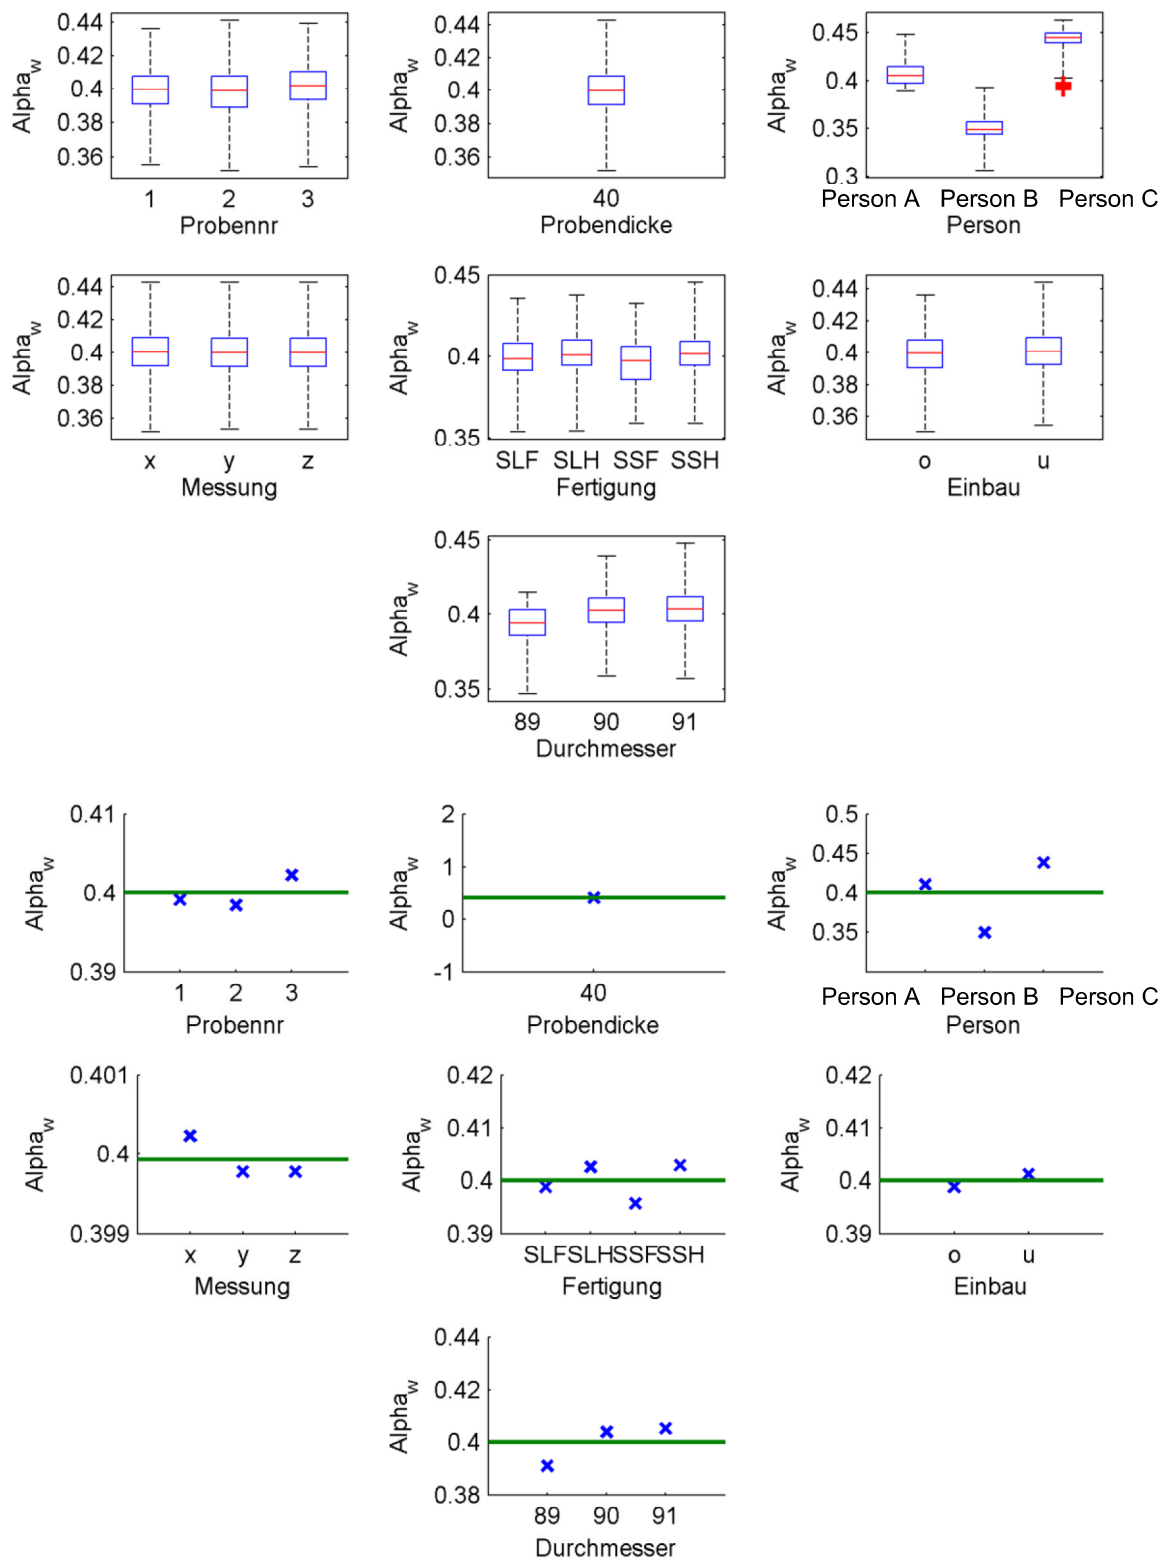 0.44
0.42
0.4
0.38
0.36
Alpha_w
1 2 3
Probennr
0.44
0.42
0.4
0.38
0.36
Alpha_w
40
Probendicke
0.45
0.4
0.35
0.3
Alpha_w
Person A Person B Person C
Person
0.44
0.42
0.4
0.38
0.36
Alpha_w
x y z
Messung
0.45
0.4
0.35
Alpha_w
SLF SLH SSF SSH
Fertigung
0.44
0.42
0.4
0.38
0.36
Alpha_w
o u
Einbau
0.45
0.4
0.35
Alpha_w
89 90 91
Durchmesser
0.41
0.4
0.39
Alpha_w
1 2 3
Probennr
2
1
0
-1
Alpha_w
40
Probendicke
0.5
0.45
0.4
0.35
Alpha_w
Person A Person B Person C
Person
0.401
0.4
0.399
Alpha_w
x y z
Messung
0.42
0.41
0.4
0.39
Alpha_w
SLF SLH SSF SSH
Fertigung
0.42
0.41
0.4
0.39
Alpha_w
o u
Einbau
0.44
0.42
0.4
0.38
Alpha_w
89 90 91
Durchmesser